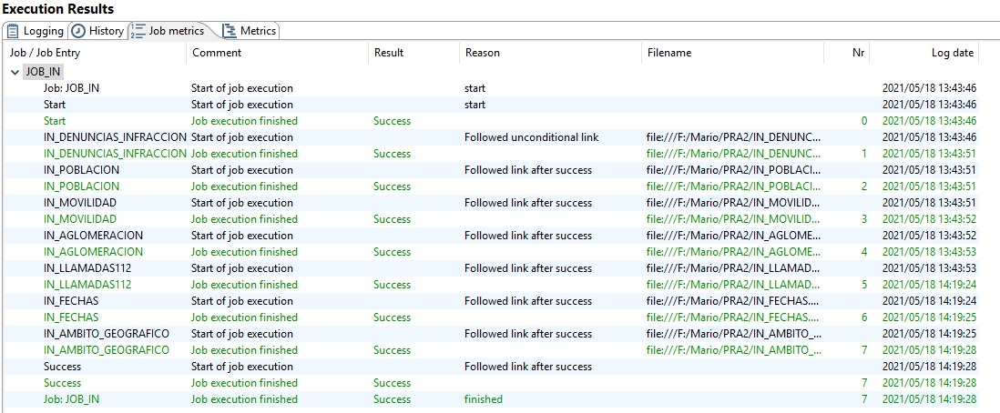 Execution Results
Logging History Job metrics Metrics
Job / Job Entry Comment Result Reason Filename Nr Log date
JOB_IN
Job: JOB_IN Start of job execution start 2021/05/18 13:43:46
Start Start of job execution start 2021/05/18 13:43:46
Start Job execution finished Success 0 2021/05/18 13:43:46
IN_DENUNCIAS_INFRACCION Start of job execution Followed unconditional link file:///F:/Mario/PRA2/IN_DENUNC... 2021/05/18 13:43:46
IN_DENUNCIAS_INFRACCION Job execution finished Success file:///F:/Mario/PRA2/IN_DENUNC... 1 2021/05/18 13:43:51
IN_POBLACION Start of job execution Followed link after success file:///F:/Mario/PRA2/IN_POBLACI... 2021/05/18 13:43:51
IN_POBLACION Job execution finished Success file:///F:/Mario/PRA2/IN_POBLACI... 2 2021/05/18 13:43:51
IN_MOVILIDAD Start of job execution Followed link after success file:///F:/Mario/PRA2/IN_MOVILID... 2021/05/18 13:43:51
IN_MOVILIDAD Job execution finished Success file:///F:/Mario/PRA2/IN_MOVILID... 3 2021/05/18 13:43:52
IN_AGLOMERACION Start of job execution Followed link after success file:///F:/Mario/PRA2/IN_AGLOME... 2021/05/18 13:43:52
IN_AGLOMERACION Job execution finished Success file:///F:/Mario/PRA2/IN_AGLOME... 4 2021/05/18 13:43:53
IN_LLAMADAS112 Start of job execution Followed link after success file:///F:/Mario/PRA2/IN_LLAMAD... 2021/05/18 13:43:53
IN_LLAMADAS112 Job execution finished Success file:///F:/Mario/PRA2/IN_LLAMAD... 5 2021/05/18 14:19:24
IN_FECHAS Start of job execution Followed link after success file:///F:/Mario/PRA2/IN_FECHAS.... 2021/05/18 14:19:24
IN_FECHAS Job execution finished Success file:///F:/Mario/PRA2/IN_FECHAS.... 6 2021/05/18 14:19:25
IN_AMBITO_GEOGRAFICO Start of job execution Followed link after success file:///F:/Mario/PRA2/IN_AMBITO_... 2021/05/18 14:19:25
IN_AMBITO_GEOGRAFICO Job execution finished Success file:///F:/Mario/PRA2/IN_AMBITO_... 7 2021/05/18 14:19:28
Success Start of job execution Followed link after success 2021/05/18 14:19:28
Success Job execution finished Success 7 2021/05/18 14:19:28
Job: JOB_IN Job execution finished Success finished 7 2021/05/18 14:19:28